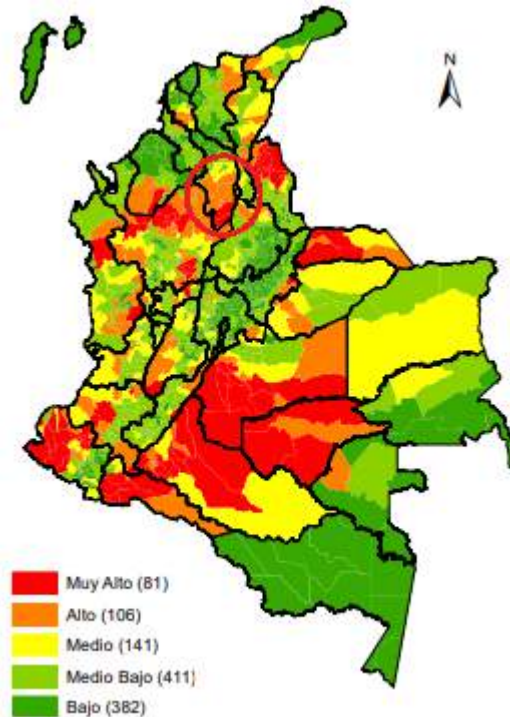 N
Muy Alto (81)
Alto (106)
Medio (141)
Medio Bajo (411)
Bajo (382)